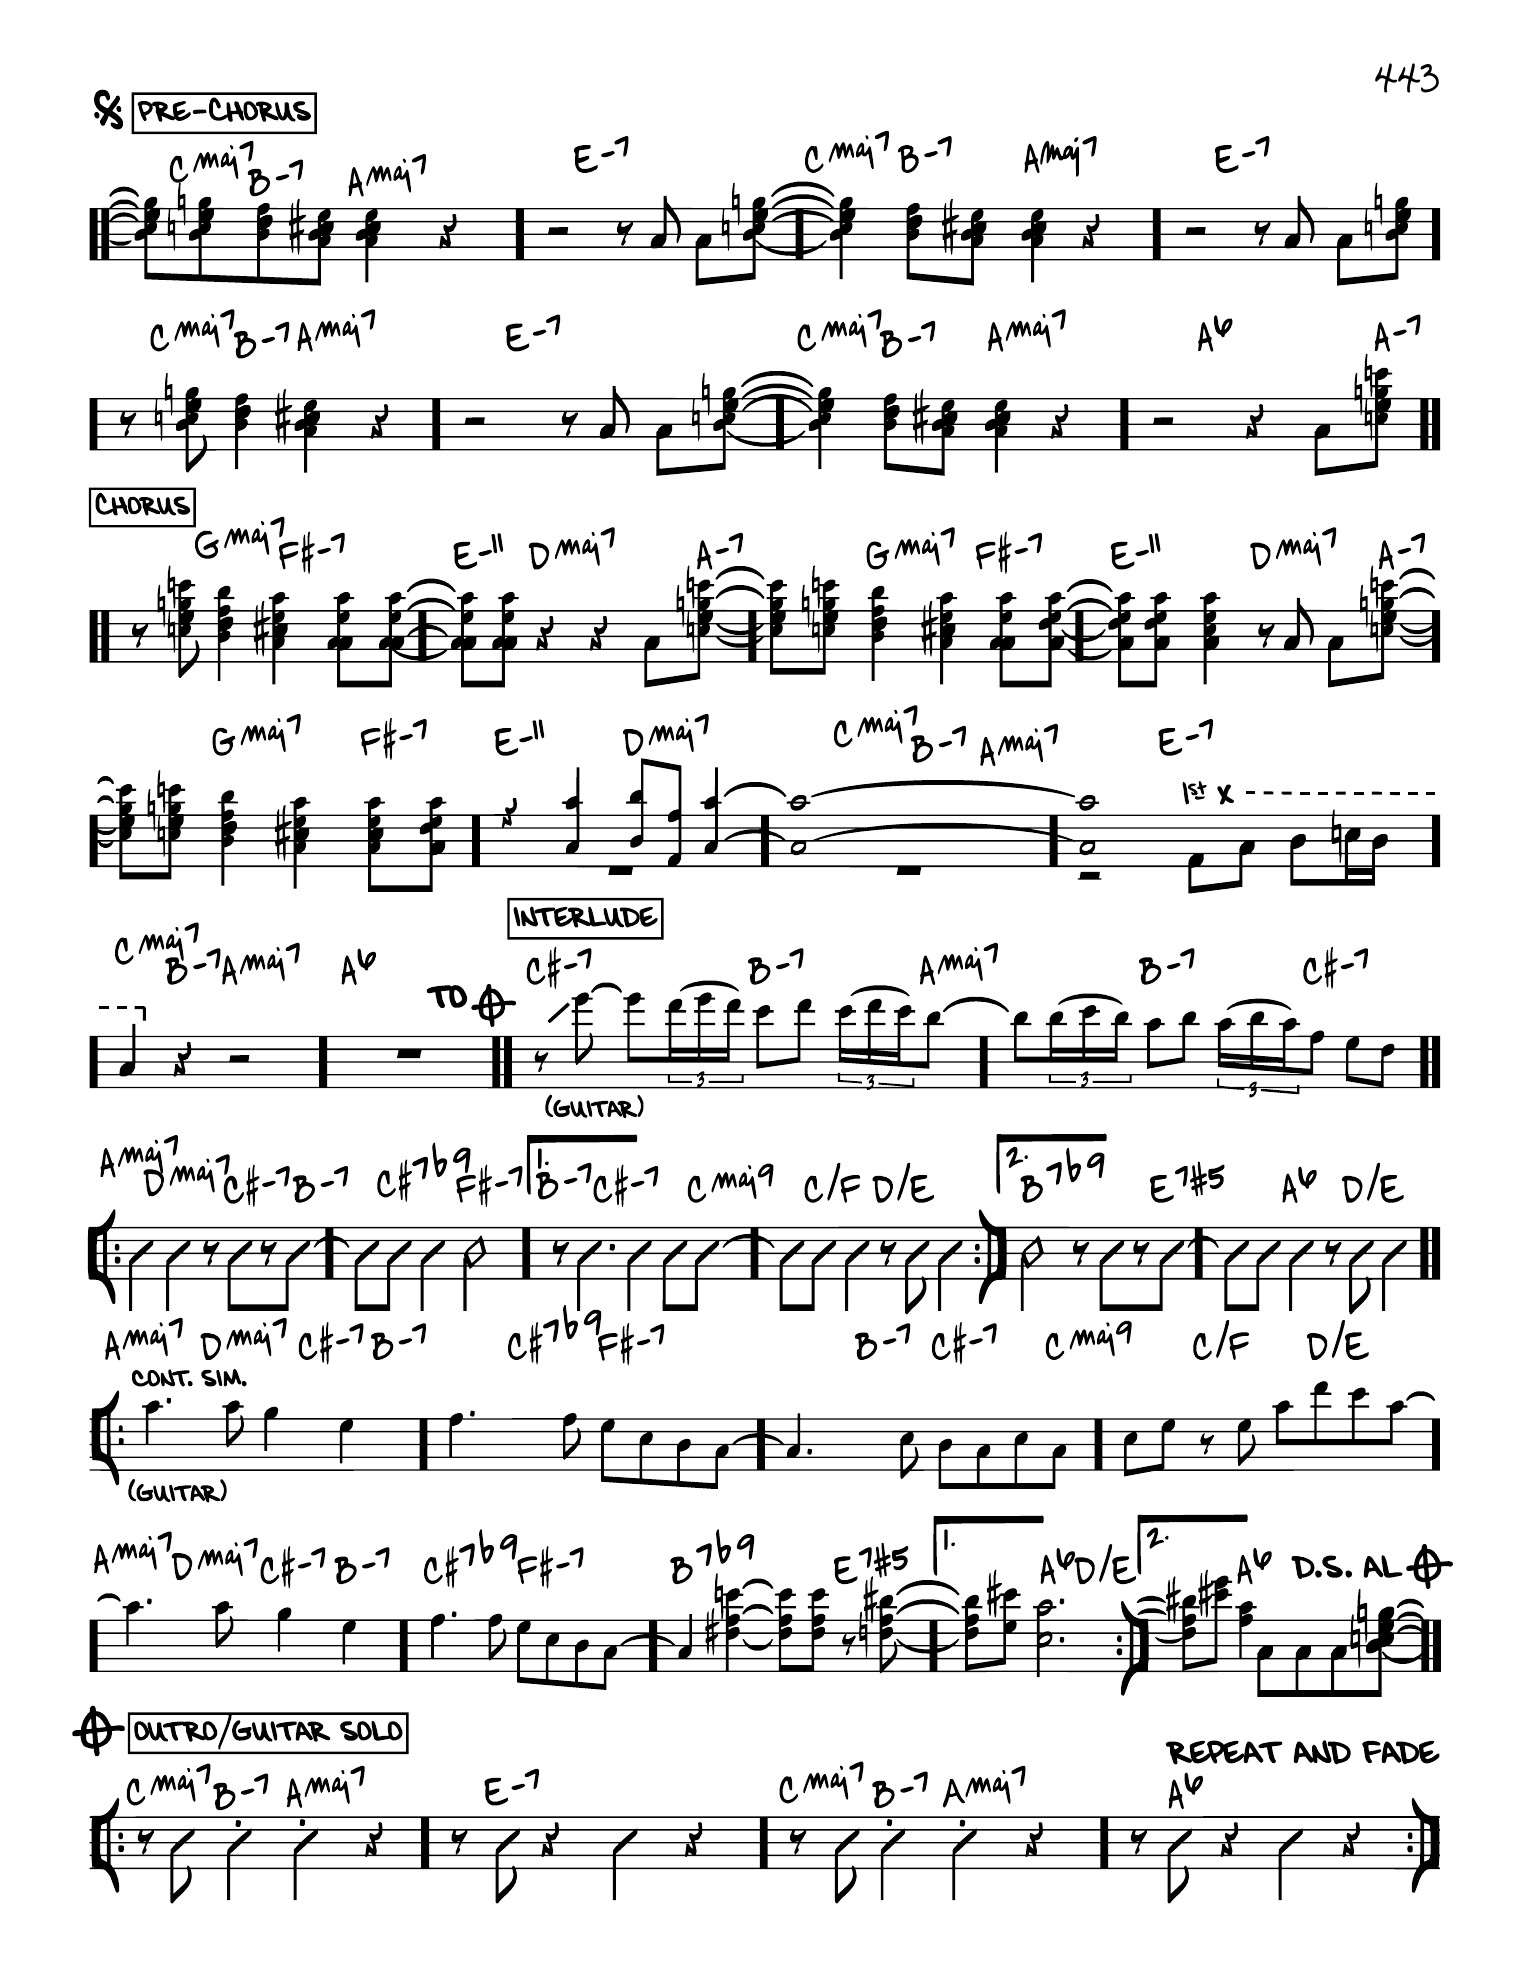 443
PRE-CHORUS
Cmaj7 B-7 Amaj7 E-7 Cmaj7 B-7 Amaj7 E-7
Cmaj7 B-7 Amaj7 E-7 Cmaj7 B-7 Amaj7 A6 A-7
CHORUS
Gmaj7 F#-7 E-11 Dmaj7 A-7 Gmaj7 F#-7 E-11 Dmaj7 A-7
Gmaj7 F#-7 E-11 Dmaj7 Cmaj7 B-7 Amaj7 E-7
1st x
INTERLUDE
Cmaj7 B-7 Amaj7 A6 C#-7 B-7 Amaj7 B-7 C#-7
TO
3 3 3 3
(GUITAR)
Amaj7 Dmaj7 C#-7 B-7 C#7b9 F#-7 1. B-7 C#-7 Cmaj9 C/F D/E 2. B7b9 E7#5 A6 D/E
Amaj7 Dmaj7 C#-7 B-7 C#7b9 F#-7 B-7 C#-7 Cmaj9 C/F D/E
CONT. SIM.
(GUITAR)
Amaj7 Dmaj7 C#-7 B-7 C#7b9 F#-7 B7b9 E7#5 1. A6 D/E 2. A6 D.S. AL
OUTRO/GUITAR SOLO
REPEAT AND FADE
Cmaj7 B-7 Amaj7 E-7 Cmaj7 B-7 Amaj7 A6